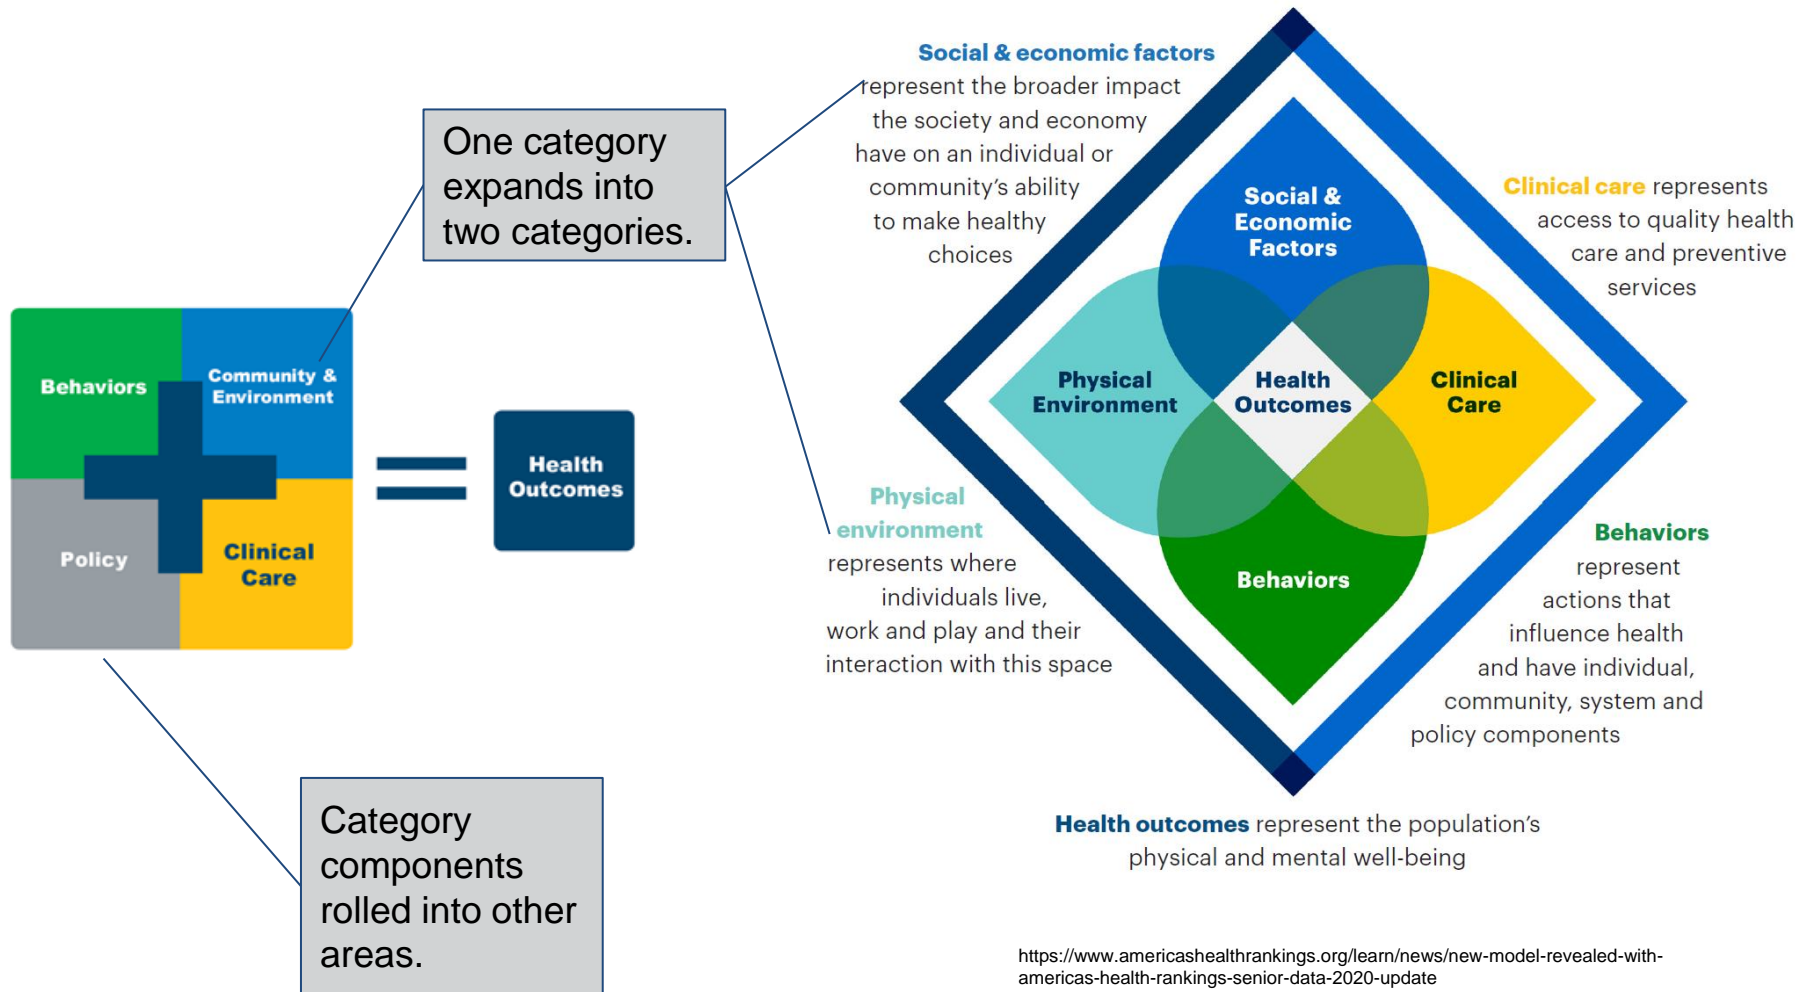 Behaviors
Community &
Environment
Policy
Clinical
Care
Health
Outcomes
One category
expands into
two categories.
Category
components
rolled into other
areas.
Social & economic factors
represent the broader impact
the society and economy
have on an individual or
community’s ability
to make healthy
choices
Physical
environment
represents where
individuals live,
work and play and their
interaction with this space
Social &
Economic
Factors
Physical
Environment
Health
Outcomes
Clinical
Care
Behaviors
Clinical care represents
access to quality health
care and preventive
services
Behaviors
represent
actions that
influence health
and have individual,
community, system and
policy components
Health outcomes represent the population’s
physical and mental well-being
https://www.americashealthrankings.org/learn/news/new-model-revealed-with-
americas-health-rankings-senior-data-2020-update